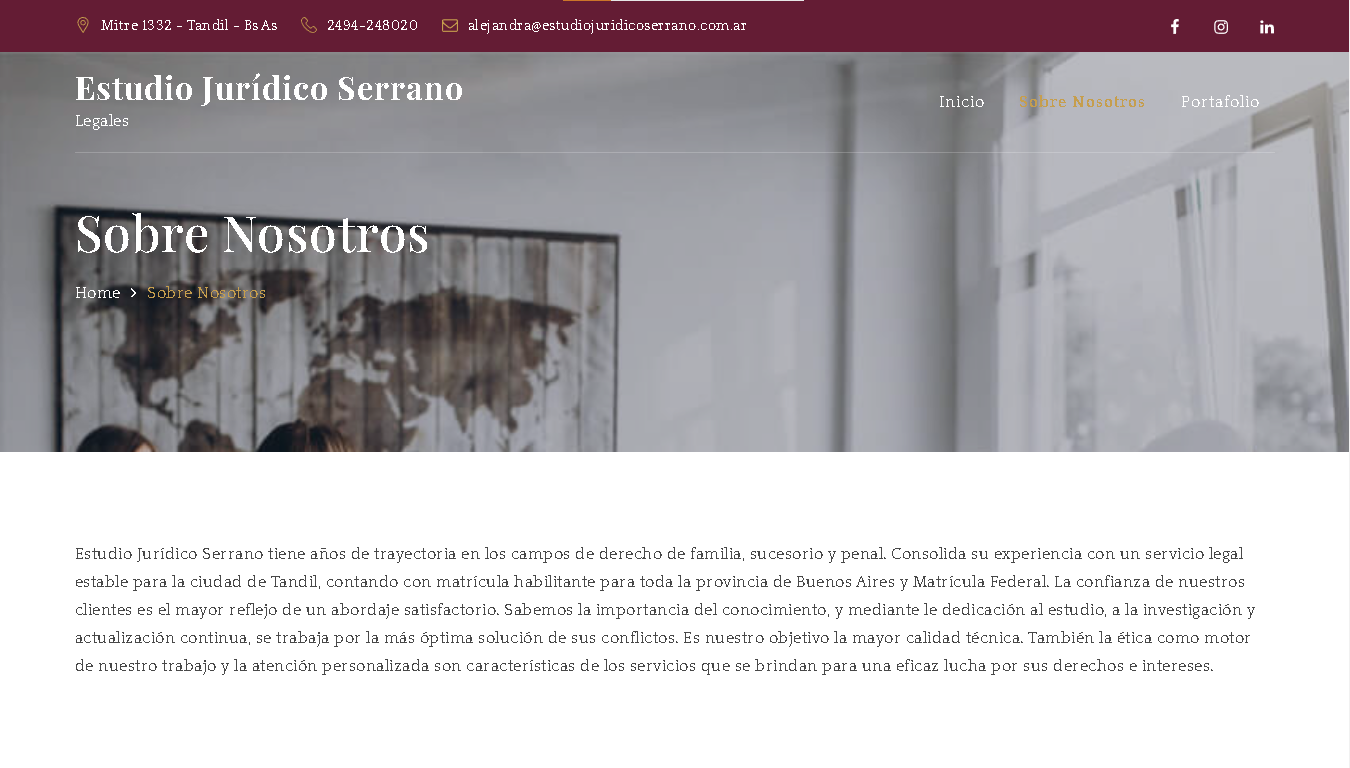 Mitre 1332 - Tandil - BsAs
2494-248020
alejandra@estudiojuridicoserrano.com.ar
Estudio Jurídico Serrano
Legales
Inicio
Sobre Nosotros
Portafolio
Sobre Nosotros
Home > Sobre Nosotros
Estudio Jurídico Serrano tiene años de trayectoria en los campos de derecho de familia, sucesorio y penal. Consolida su experiencia con un servicio legal
estable para la ciudad de Tandil, contando con matrícula habilitante para toda la provincia de Buenos Aires y Matrícula Federal. La confianza de nuestros
clientes es el mayor reflejo de un abordaje satisfactorio. Sabemos la importancia del conocimiento, y mediante le dedicación al estudio, a la investigación y
actualización continua, se trabaja por la más óptima solución de sus conflictos. Es nuestro objetivo la mayor calidad técnica. También la ética como motor
de nuestro trabajo y la atención personalizada son características de los servicios que se brindan para una eficaz lucha por sus derechos e intereses.